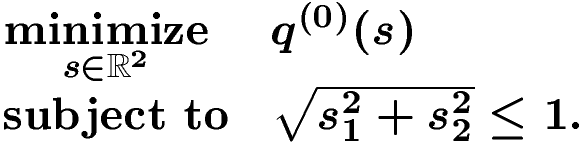 minimize q^{(0)}(s)
s∈ℝ²
subject to √(s₁² + s₂²) ≤ 1.